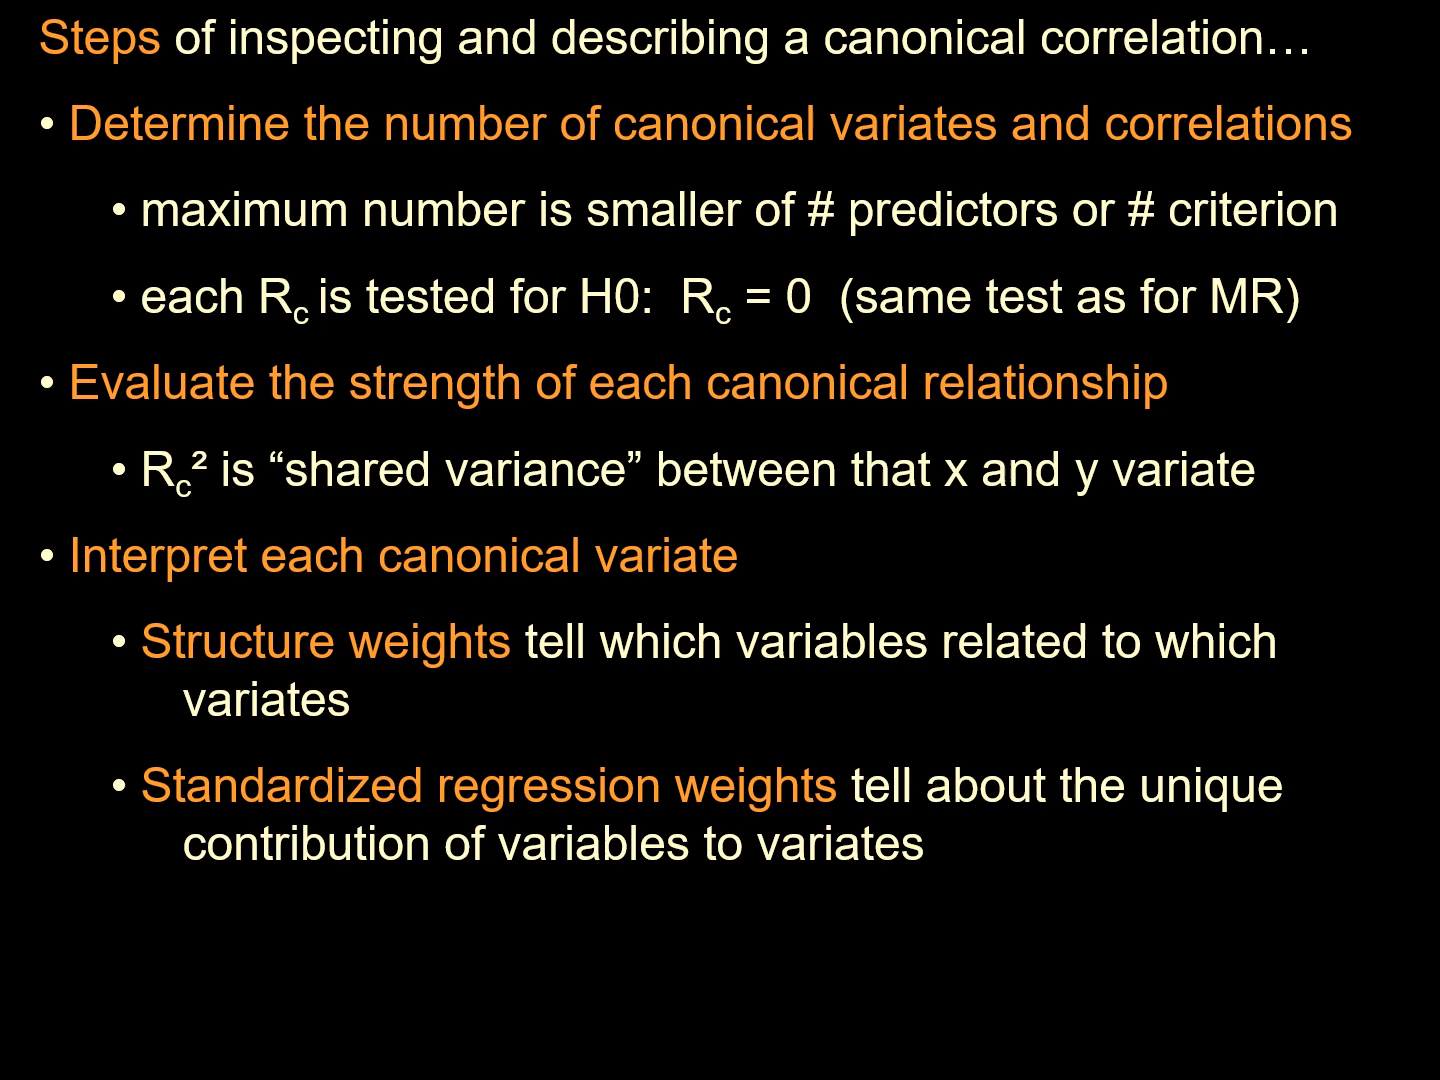 Steps of inspecting and describing a canonical correlation…
• Determine the number of canonical variates and correlations
• maximum number is smaller of # predictors or # criterion
• each Rc is tested for H0:  Rc = 0  (same test as for MR)
• Evaluate the strength of each canonical relationship
• Rc² is “shared variance” between that x and y variate
• Interpret each canonical variate
• Structure weights tell which variables related to which
variates
• Standardized regression weights tell about the unique
contribution of variables to variates